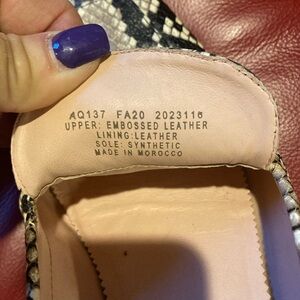 AQ137 FA20 2023116
UPPER: EMBOSSED LEATHER
LINING:LEATHER
SOLE: SYNTHETIC
MADE IN MOROCCO